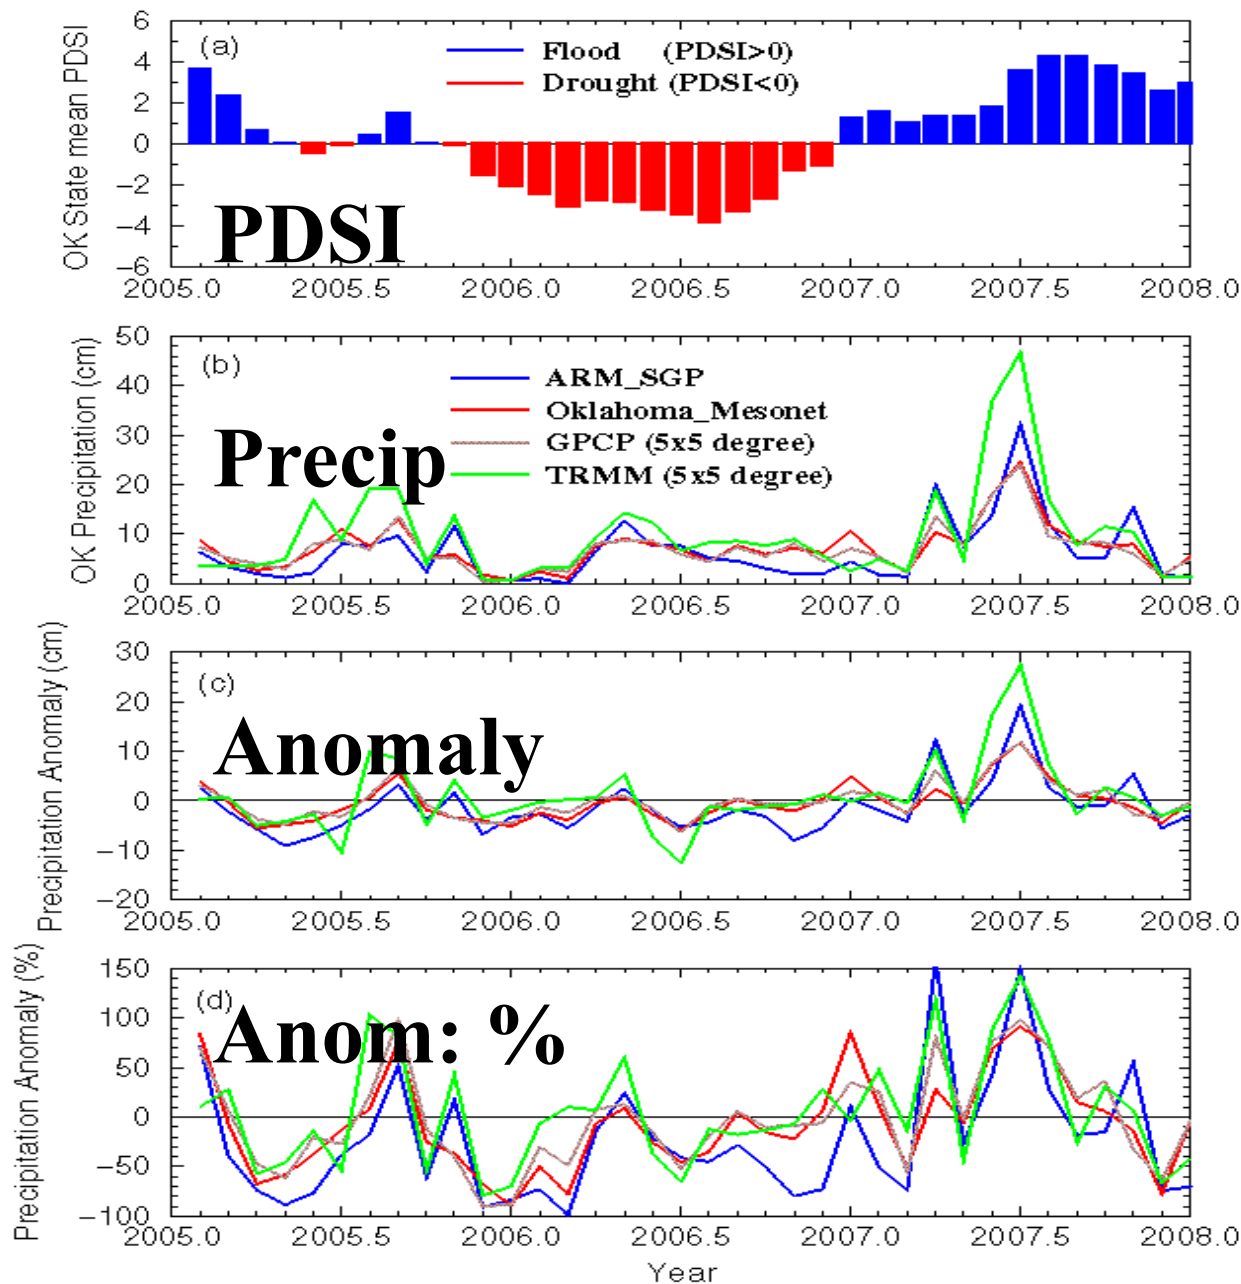 OK State mean PDSI
6
4
2
0
−2
−4
−6
(a)
Flood (PDSI>0)
Drought (PDSI<0)
PDSI
2005.0 2005.5 2006.0 2006.5 2007.0 2007.5 2008.0
OK Precipitation (cm)
50
40
30
20
10
0
(b)
ARM_SGP
Oklahoma_Mesonet
GPCP (5x5 degree)
TRMM (5x5 degree)
Precip
2005.0 2005.5 2006.0 2006.5 2007.0 2007.5 2008.0
Precipitation Anomaly (cm)
30
20
10
0
−10
−20
(c)
Anomaly
2005.0 2005.5 2006.0 2006.5 2007.0 2007.5 2008.0
Precipitation Anomaly (%)
150
100
50
0
−50
−100
(d)
Anom: %
2005.0 2005.5 2006.0 2006.5 2007.0 2007.5 2008.0
Year